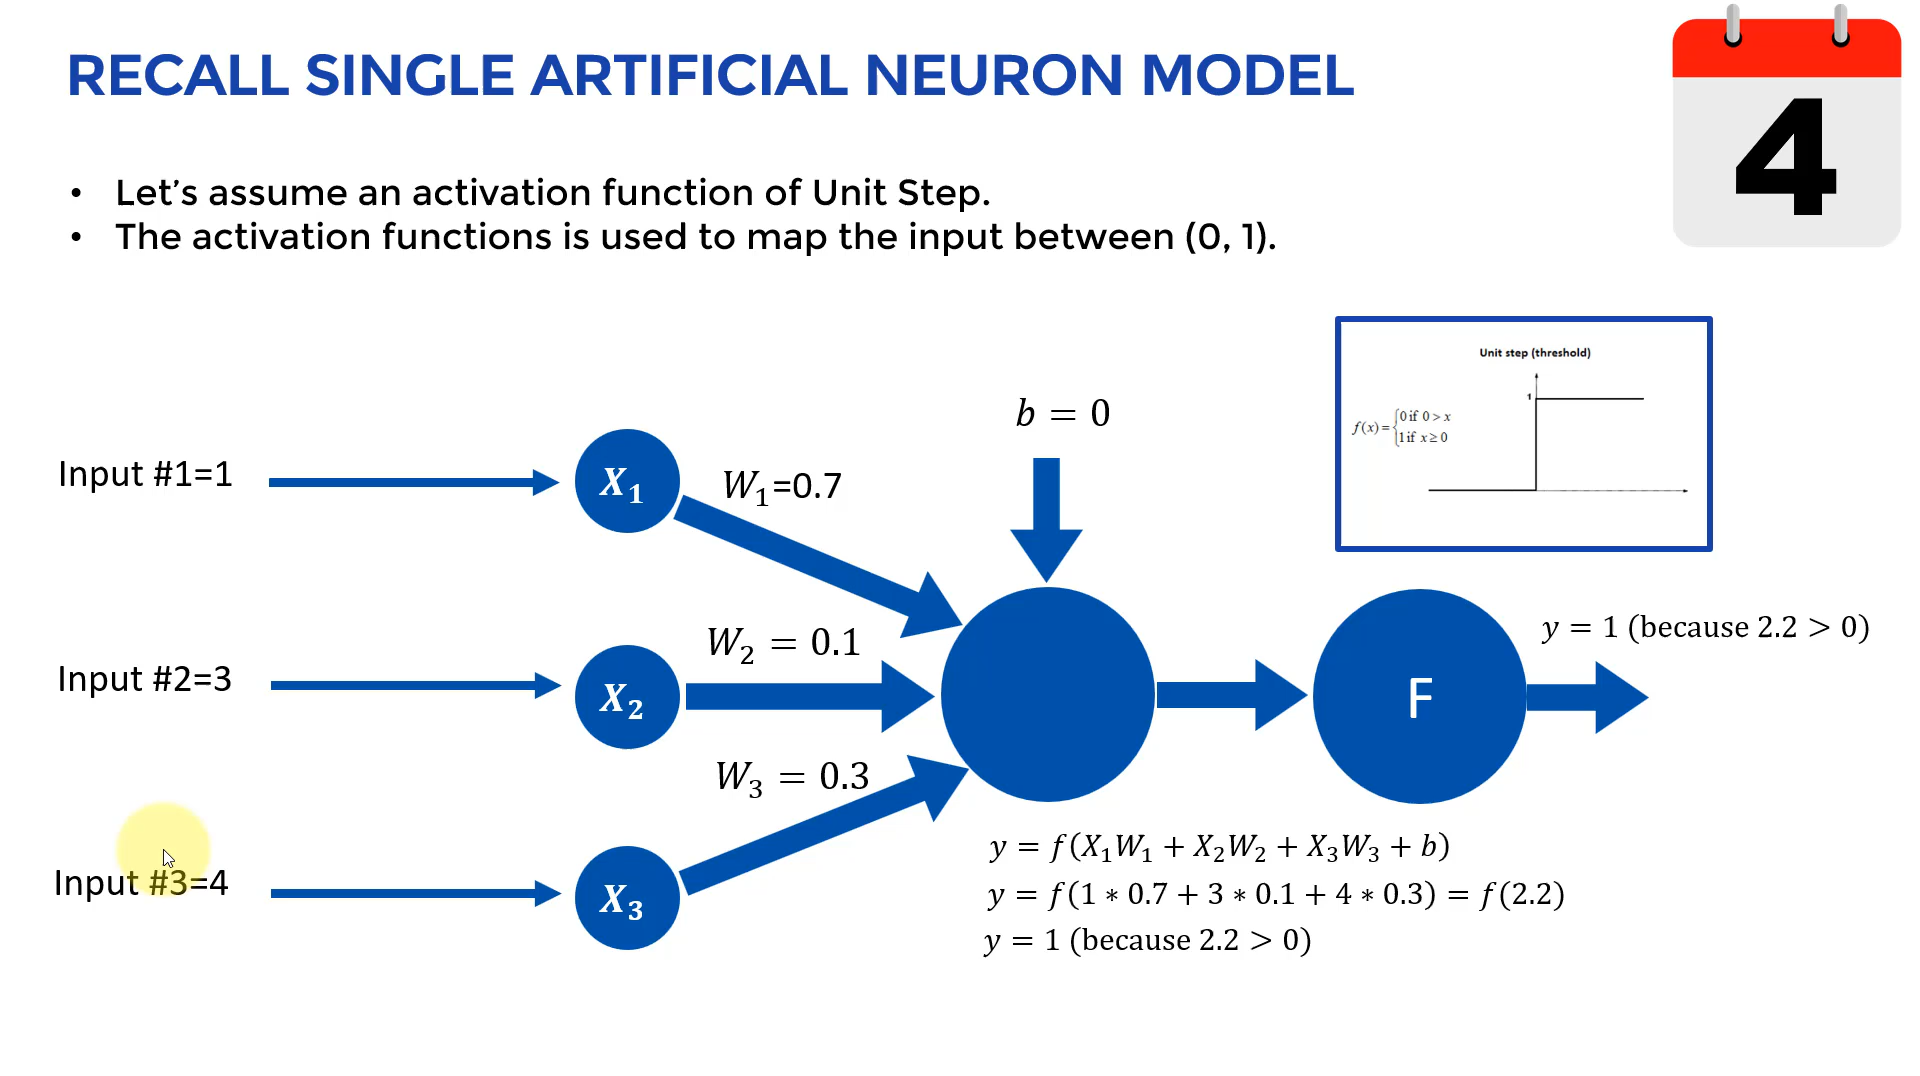 RECALL SINGLE ARTIFICIAL NEURON MODEL
4
• Let’s assume an activation function of Unit Step.
• The activation functions is used to map the input between (0, 1).
Unit step (threshold)
1
f(x) = {0 if 0 > x
1 if x ≥ 0
b = 0
Input #1=1
X₁
W₁=0.7
Input #2=3
X₂
W₂ = 0.1
F
y = 1 (because 2.2 > 0)
Input #3=4
X₃
W₃ = 0.3
y = f(X₁W₁ + X₂W₂ + X₃W₃ + b)
y = f(1 ∗ 0.7 + 3 ∗ 0.1 + 4 ∗ 0.3) = f(2.2)
y = 1 (because 2.2 > 0)